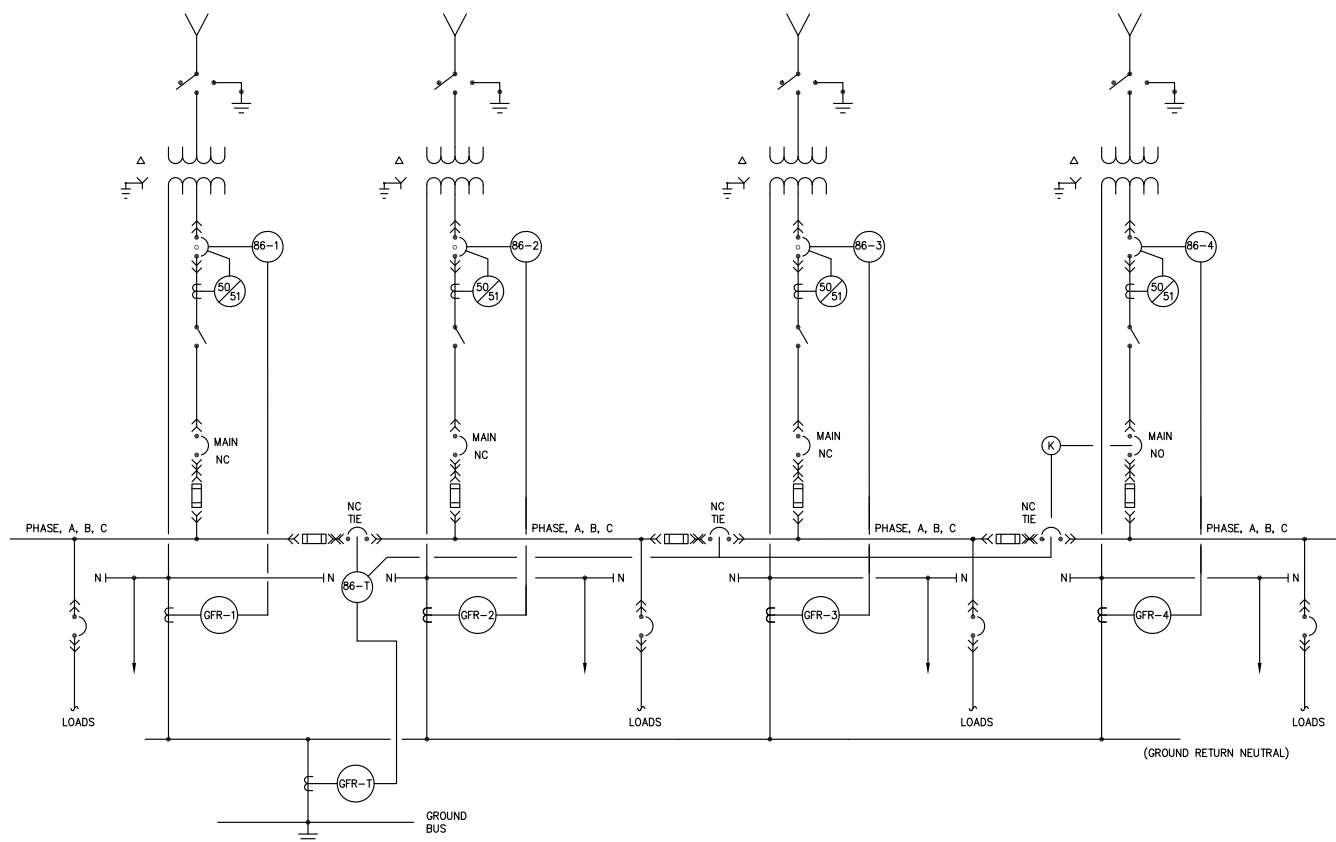 86-1
86-2
86-3
86-4
50
51
50
51
50
51
50
51
MAIN
NC
MAIN
NC
MAIN
NC
K
MAIN
NO
NC
TIE
NC
TIE
NC
TIE
PHASE, A, B, C
PHASE, A, B, C
PHASE, A, B, C
PHASE, A, B, C
N
N
N
N
N
N
N
N
86-T
GFR-1
GFR-2
GFR-3
GFR-4
LOADS
LOADS
LOADS
LOADS
(GROUND RETURN NEUTRAL)
GFR-T
GROUND
BUS